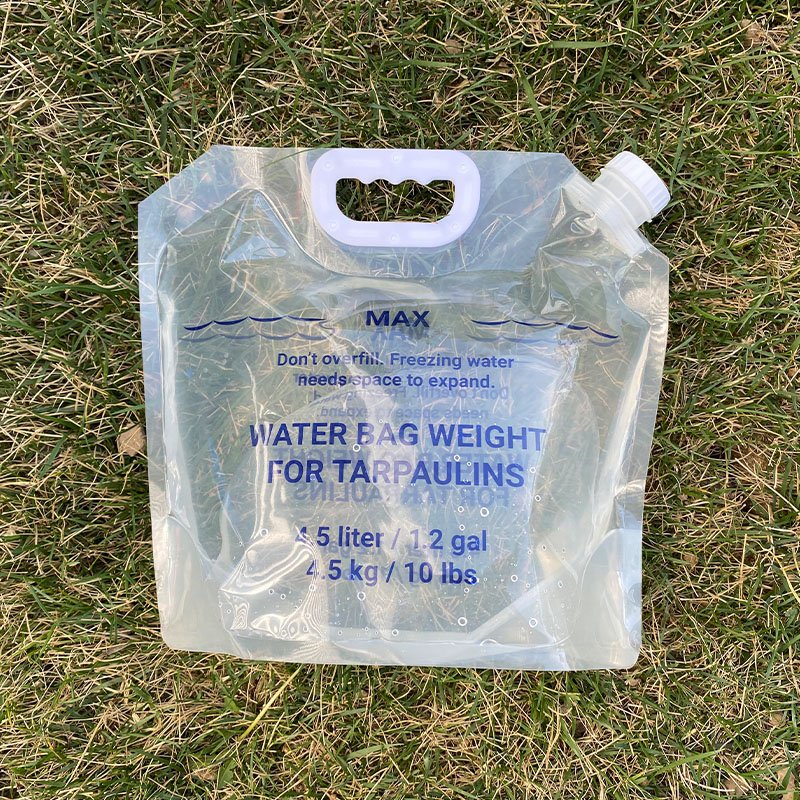 MAX
Don't overfill. Freezing water
needs space to expand.
WATER BAG WEIGHT
FOR TARPAULINS
4.5 liter / 1.2 gal
4.5 kg / 10 lbs